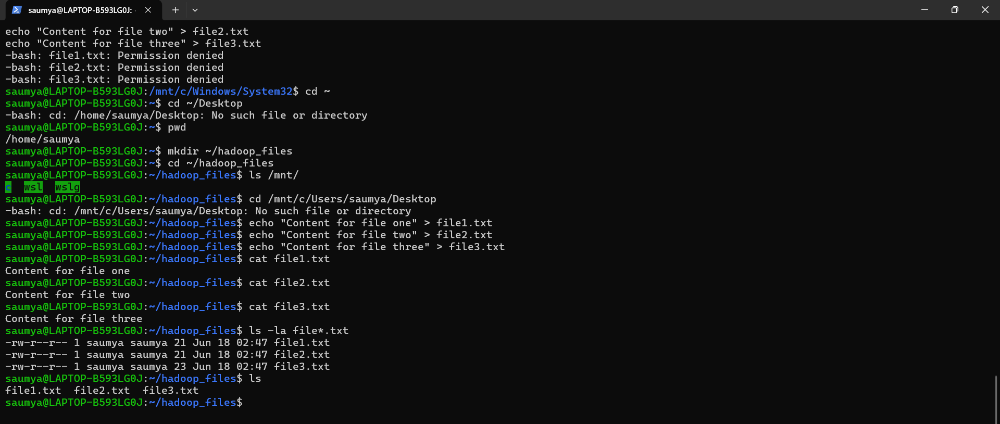 saumya@LAPTOP-B593LG0J: ·
echo "Content for file two" > file2.txt
echo "Content for file three" > file3.txt
-bash: file1.txt: Permission denied
-bash: file2.txt: Permission denied
-bash: file3.txt: Permission denied
saumya@LAPTOP-B593LG0J:/mnt/c/Windows/System32$ cd ~
saumya@LAPTOP-B593LG0J:~$ cd ~/Desktop
-bash: cd: /home/saumya/Desktop: No such file or directory
saumya@LAPTOP-B593LG0J:~$ pwd
/home/saumya
saumya@LAPTOP-B593LG0J:~$ mkdir ~/hadoop_files
saumya@LAPTOP-B593LG0J:~$ cd ~/hadoop_files
saumya@LAPTOP-B593LG0J:~/hadoop_files$ ls /mnt/
c  wsl  wslg
saumya@LAPTOP-B593LG0J:~/hadoop_files$ cd /mnt/c/Users/saumya/Desktop
-bash: cd: /mnt/c/Users/saumya/Desktop: No such file or directory
saumya@LAPTOP-B593LG0J:~/hadoop_files$ echo "Content for file one" > file1.txt
saumya@LAPTOP-B593LG0J:~/hadoop_files$ echo "Content for file two" > file2.txt
saumya@LAPTOP-B593LG0J:~/hadoop_files$ echo "Content for file three" > file3.txt
saumya@LAPTOP-B593LG0J:~/hadoop_files$ cat file1.txt
Content for file one
saumya@LAPTOP-B593LG0J:~/hadoop_files$ cat file2.txt
Content for file two
saumya@LAPTOP-B593LG0J:~/hadoop_files$ cat file3.txt
Content for file three
saumya@LAPTOP-B593LG0J:~/hadoop_files$ ls -la file*.txt
-rw-r--r-- 1 saumya saumya 21 Jun 18 02:47 file1.txt
-rw-r--r-- 1 saumya saumya 21 Jun 18 02:47 file2.txt
-rw-r--r-- 1 saumya saumya 23 Jun 18 02:47 file3.txt
saumya@LAPTOP-B593LG0J:~/hadoop_files$ ls
file1.txt  file2.txt  file3.txt
saumya@LAPTOP-B593LG0J:~/hadoop_files$